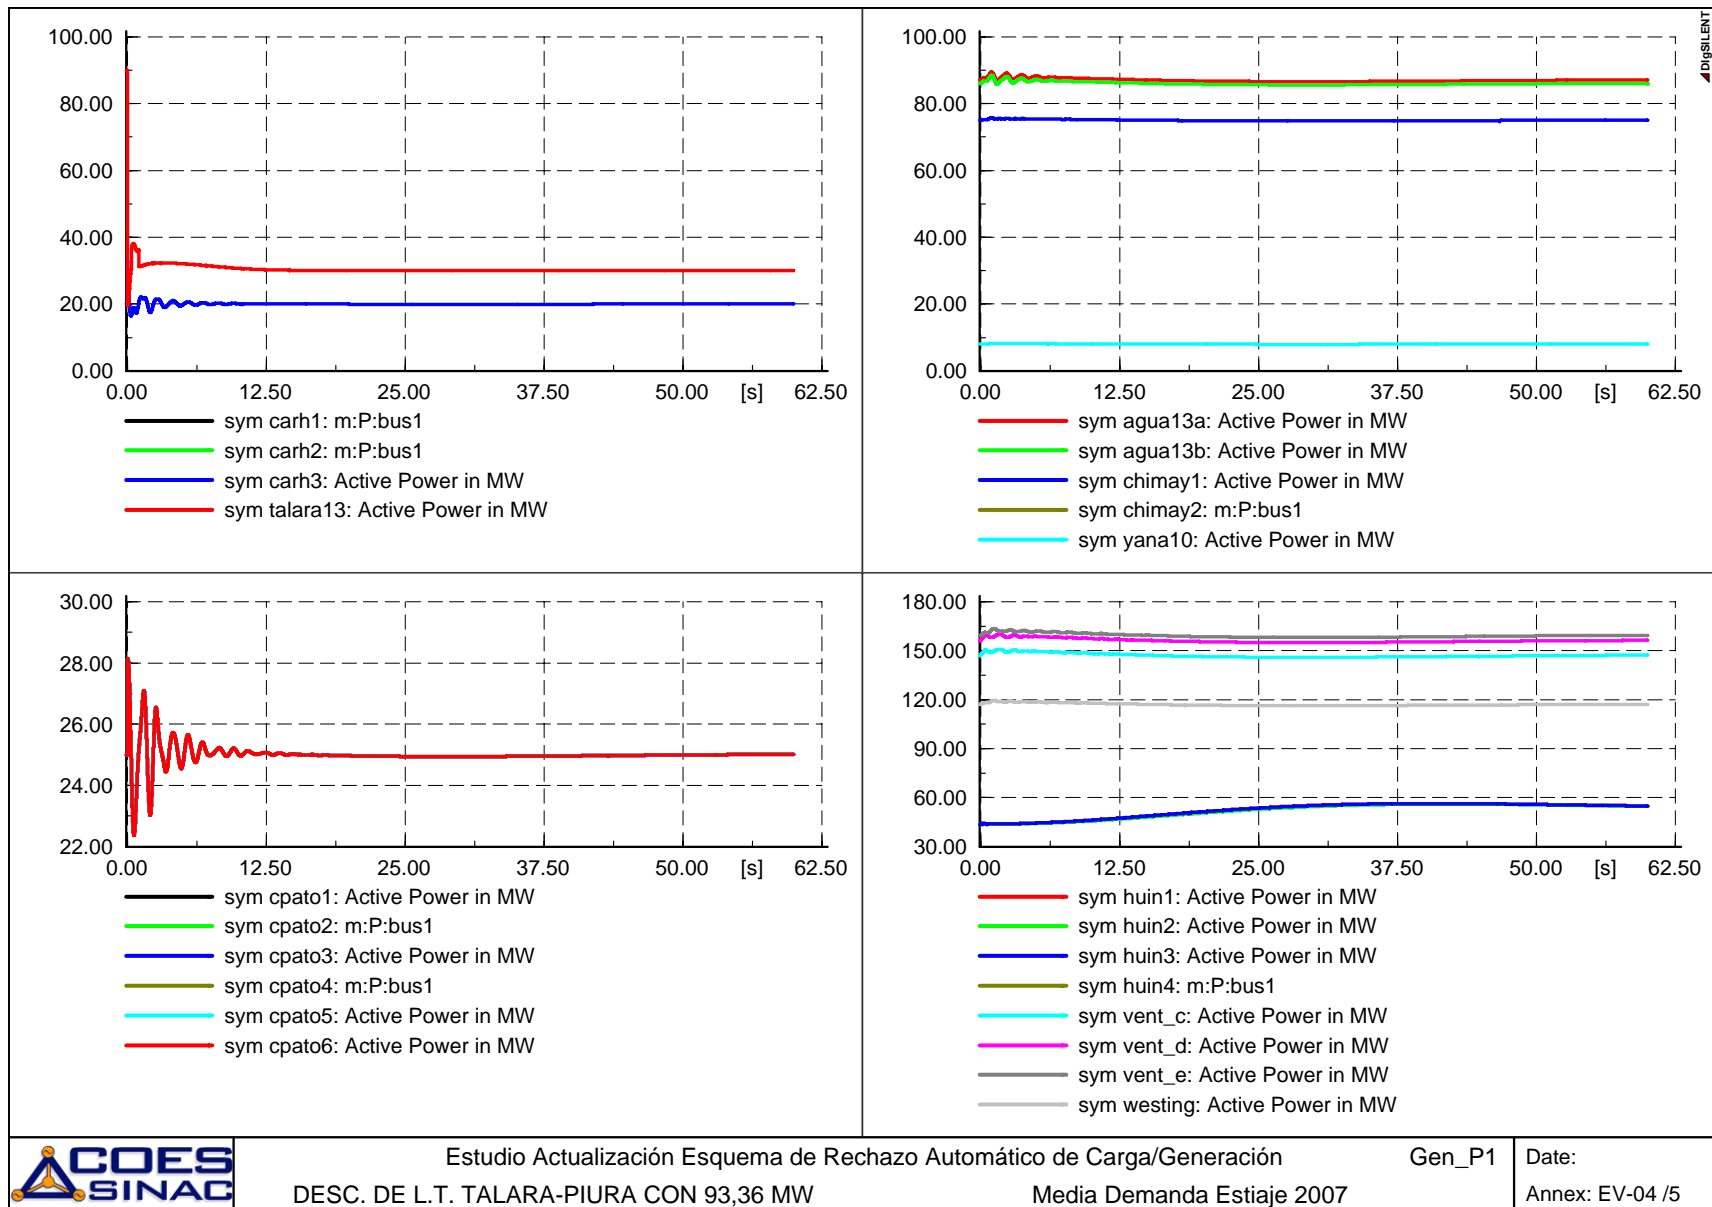 DIgSILENT
100.00
80.00
60.00
40.00
20.00
0.00
0.00 12.50 25.00 37.50 50.00 [s] 62.50
sym carh1: m:P:bus1
sym carh2: m:P:bus1
sym carh3: Active Power in MW
sym talara13: Active Power in MW
100.00
80.00
60.00
40.00
20.00
0.00
0.00 12.50 25.00 37.50 50.00 [s] 62.50
sym agua13a: Active Power in MW
sym agua13b: Active Power in MW
sym chimay1: Active Power in MW
sym chimay2: m:P:bus1
sym yana10: Active Power in MW
30.00
28.00
26.00
24.00
22.00
0.00 12.50 25.00 37.50 50.00 [s] 62.50
sym cpato1: Active Power in MW
sym cpato2: m:P:bus1
sym cpato3: Active Power in MW
sym cpato4: m:P:bus1
sym cpato5: Active Power in MW
sym cpato6: Active Power in MW
180.00
150.00
120.00
90.00
60.00
30.00
0.00 12.50 25.00 37.50 50.00 [s] 62.50
sym huin1: Active Power in MW
sym huin2: Active Power in MW
sym huin3: Active Power in MW
sym huin4: m:P:bus1
sym vent_c: Active Power in MW
sym vent_d: Active Power in MW
sym vent_e: Active Power in MW
sym westing: Active Power in MW
COES
SINAC
Estudio Actualización Esquema de Rechazo Automático de Carga/Generación Gen_P1
DESC. DE L.T. TALARA-PIURA CON 93,36 MW Media Demanda Estiaje 2007
Date:
Annex: EV-04 /5